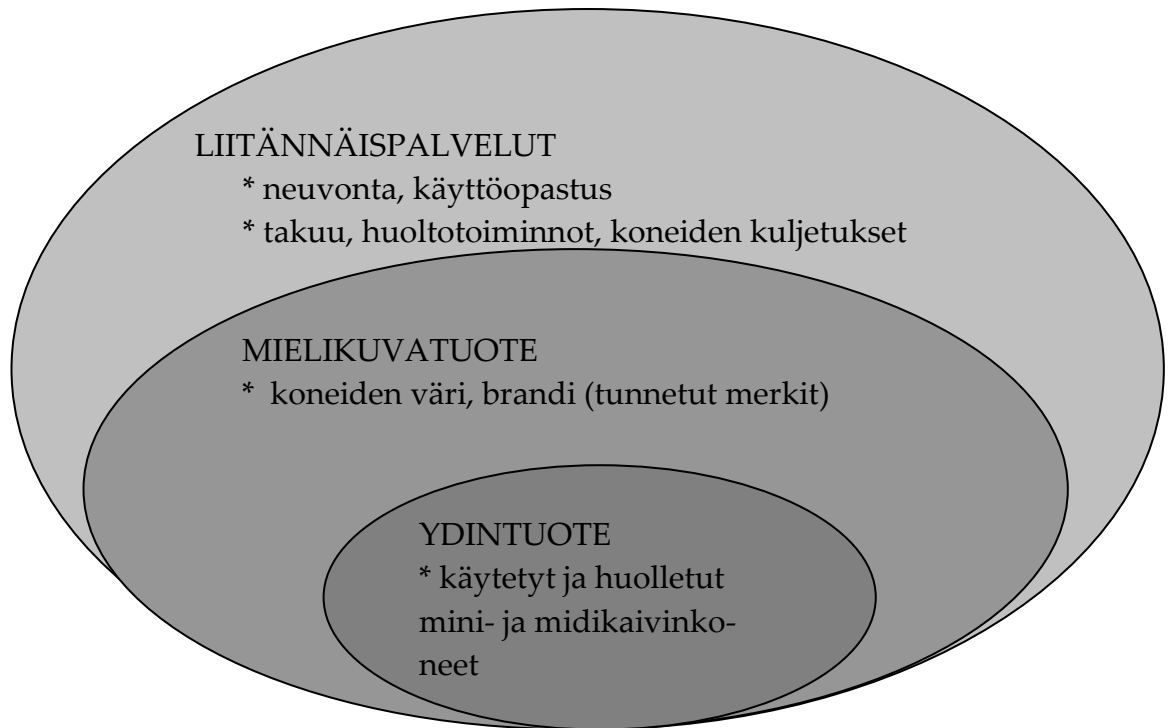 LIITÄNNÄISPALVELUT
* neuvonta, käyttöopastus
* takuu, huoltotoiminnot, koneiden kuljetukset
MIELIKUVATUOTE
* koneiden väri, brandi (tunnetut merkit)
YDINTUOTE
* käytetyt ja huolletut
mini- ja midikaivinko-
neet